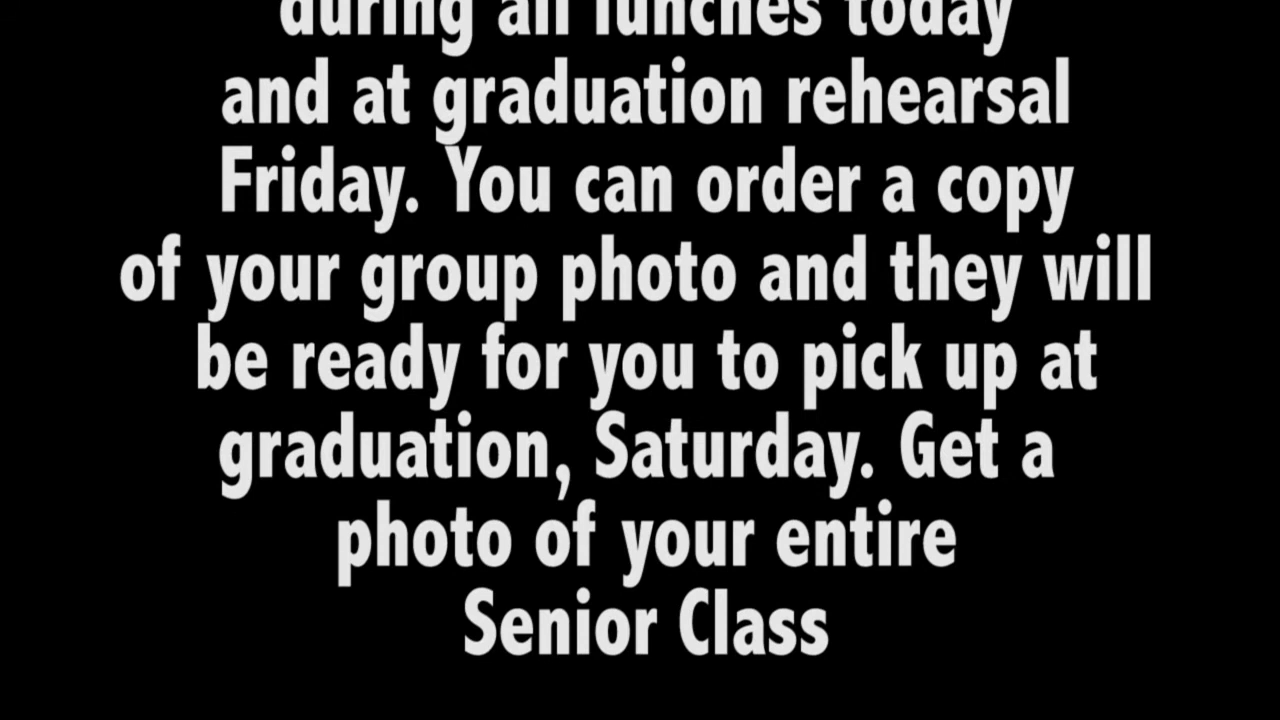 during all lunches today
and at graduation rehearsal
Friday. You can order a copy
of your group photo and they will
be ready for you to pick up at
graduation, Saturday. Get a
photo of your entire
Senior Class